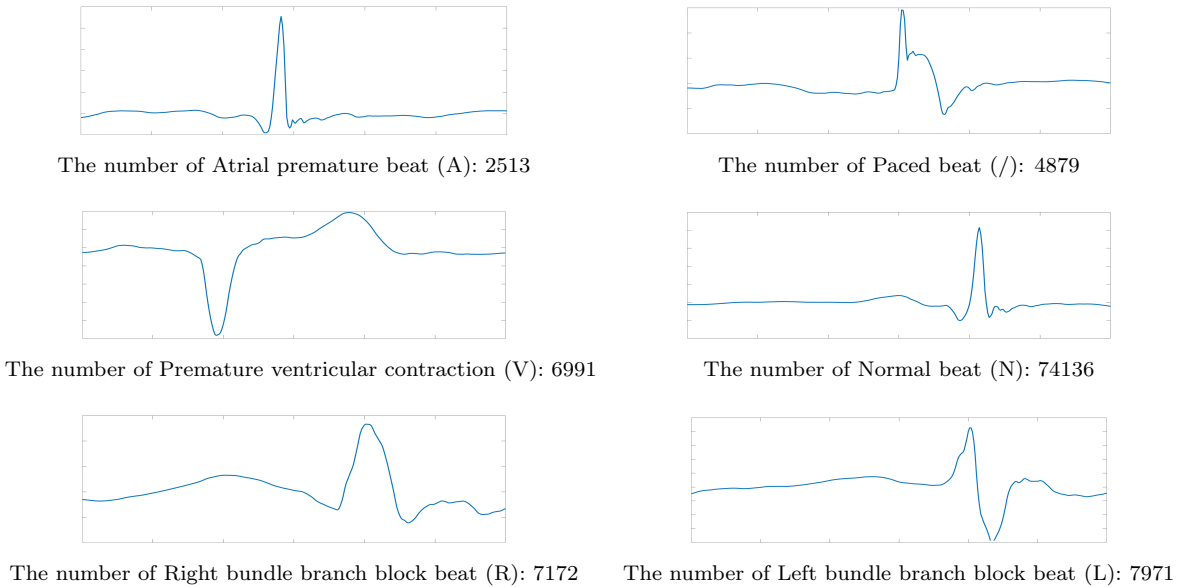 The number of Atrial premature beat (A): 2513
The number of Paced beat (/): 4879
The number of Premature ventricular contraction (V): 6991
The number of Normal beat (N): 74136
The number of Right bundle branch block beat (R): 7172
The number of Left bundle branch block beat (L): 7971